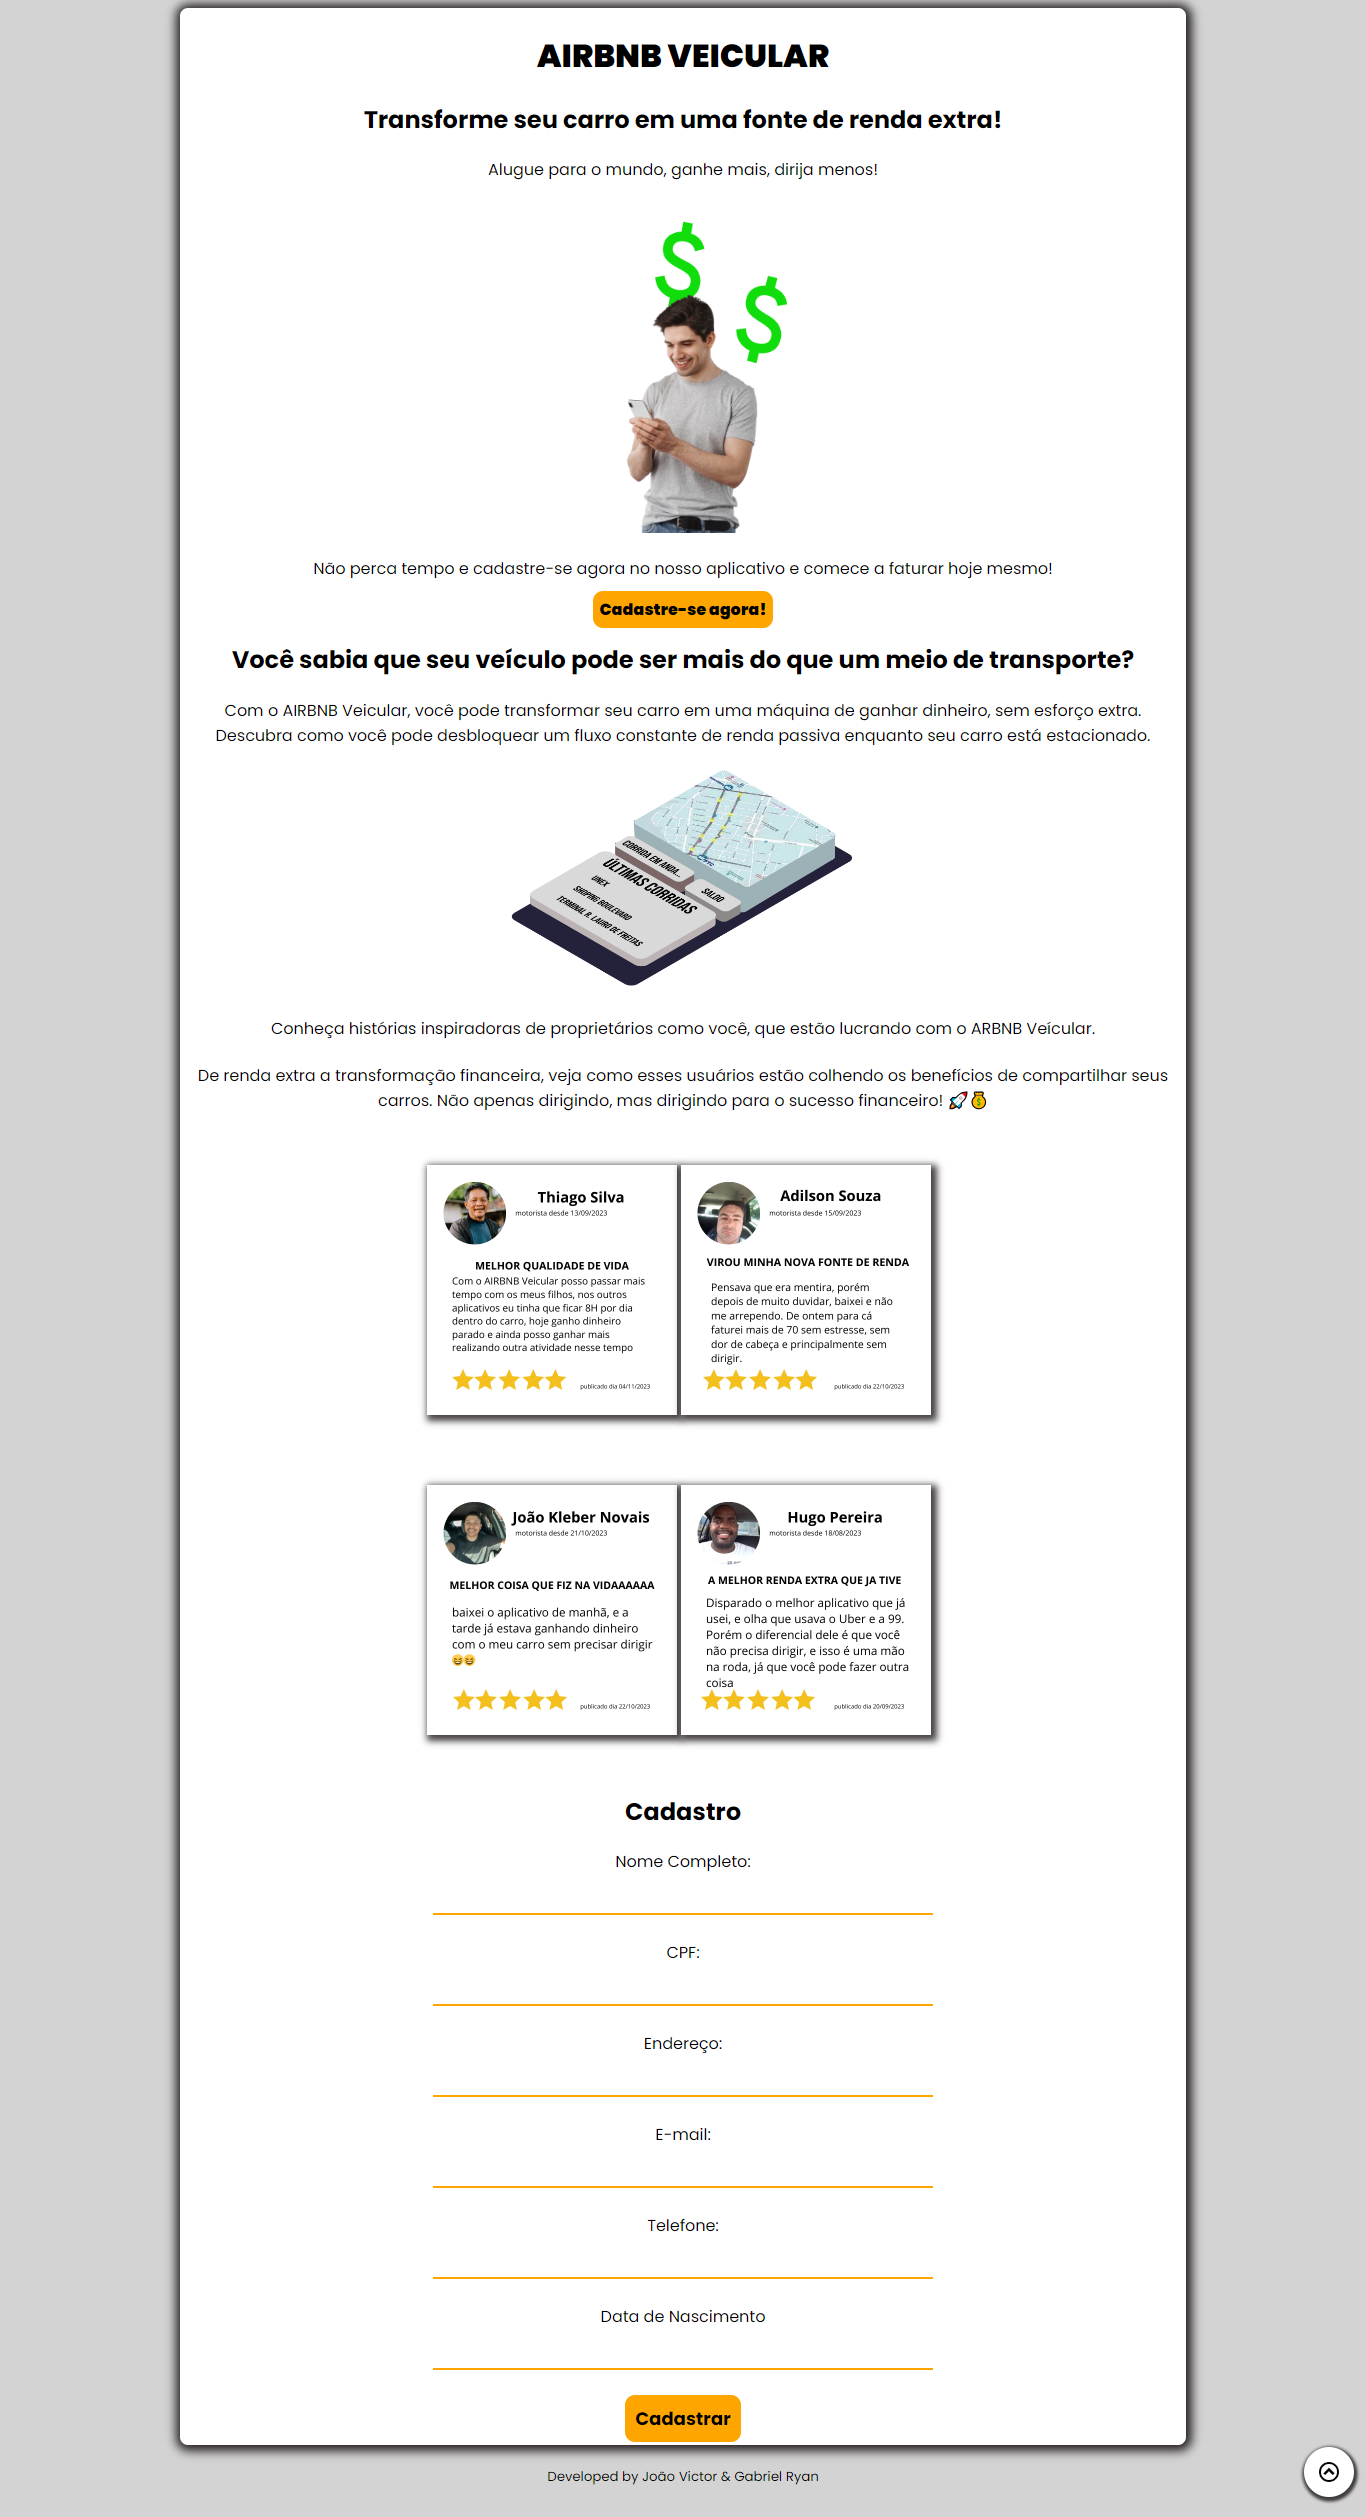 AIRBNB VEICULAR
Transforme seu carro em uma fonte de renda extra!
Alugue para o mundo, ganhe mais, dirija menos!
$
$
Não perca tempo e cadastre-se agora no nosso aplicativo e comece a faturar hoje mesmo!
Cadastre-se agora!
Você sabia que seu veículo pode ser mais do que um meio de transporte?
Com o AIRBNB Veicular, você pode transformar seu carro em uma máquina de ganhar dinheiro, sem esforço extra.
Descubra como você pode desbloquear um fluxo constante de renda passiva enquanto seu carro está estacionado.
CORRIDA EM ANDA...
SALDO
ÚLTIMAS CORRIDAS
UNEX
SHOPING BOULEVARD
TERMINAL R. LAURO DE FREITAS
Conheça histórias inspiradoras de proprietários como você, que estão lucrando com o ARBNB Veícular.
De renda extra a transformação financeira, veja como esses usuários estão colhendo os benefícios de compartilhar seus
carros. Não apenas dirigindo, mas dirigindo para o sucesso financeiro! 🚀💰
Thiago Silva
motorista desde 13/09/2023
MELHOR QUALIDADE DE VIDA
Com o AIRBNB Veicular posso passar mais
tempo com os meus filhos, nos outros
aplicativos eu tinha que ficar 8H por dia
dentro do carro, hoje ganho dinheiro
parado e ainda posso ganhar mais
realizando outra atividade nesse tempo
publicado dia 04/11/2023
Adilson Souza
motorista desde 15/09/2023
VIROU MINHA NOVA FONTE DE RENDA
Pensava que era mentira, porém
depois de muito duvidar, baixei e não
me arrependo. De ontem para cá
faturei mais de 70 sem estresse, sem
dor de cabeça e principalmente sem
dirigir.
publicado dia 22/10/2023
João Kleber Novais
motorista desde 21/10/2023
MELHOR COISA QUE FIZ NA VIDAAAAAA
baixei o aplicativo de manhã, e a
tarde já estava ganhando dinheiro
com o meu carro sem precisar dirigir
😆😆
publicado dia 22/10/2023
Hugo Pereira
motorista desde 18/08/2023
A MELHOR RENDA EXTRA QUE JA TIVE
Disparado o melhor aplicativo que já
usei, e olha que usava o Uber e a 99.
Porém o diferencial dele é que você
não precisa dirigir, e isso é uma mão
na roda, já que você pode fazer outra
coisa
publicado dia 20/09/2023
Cadastro
Nome Completo:
CPF:
Endereço:
E-mail:
Telefone:
Data de Nascimento
Cadastrar
Developed by João Victor & Gabriel Ryan